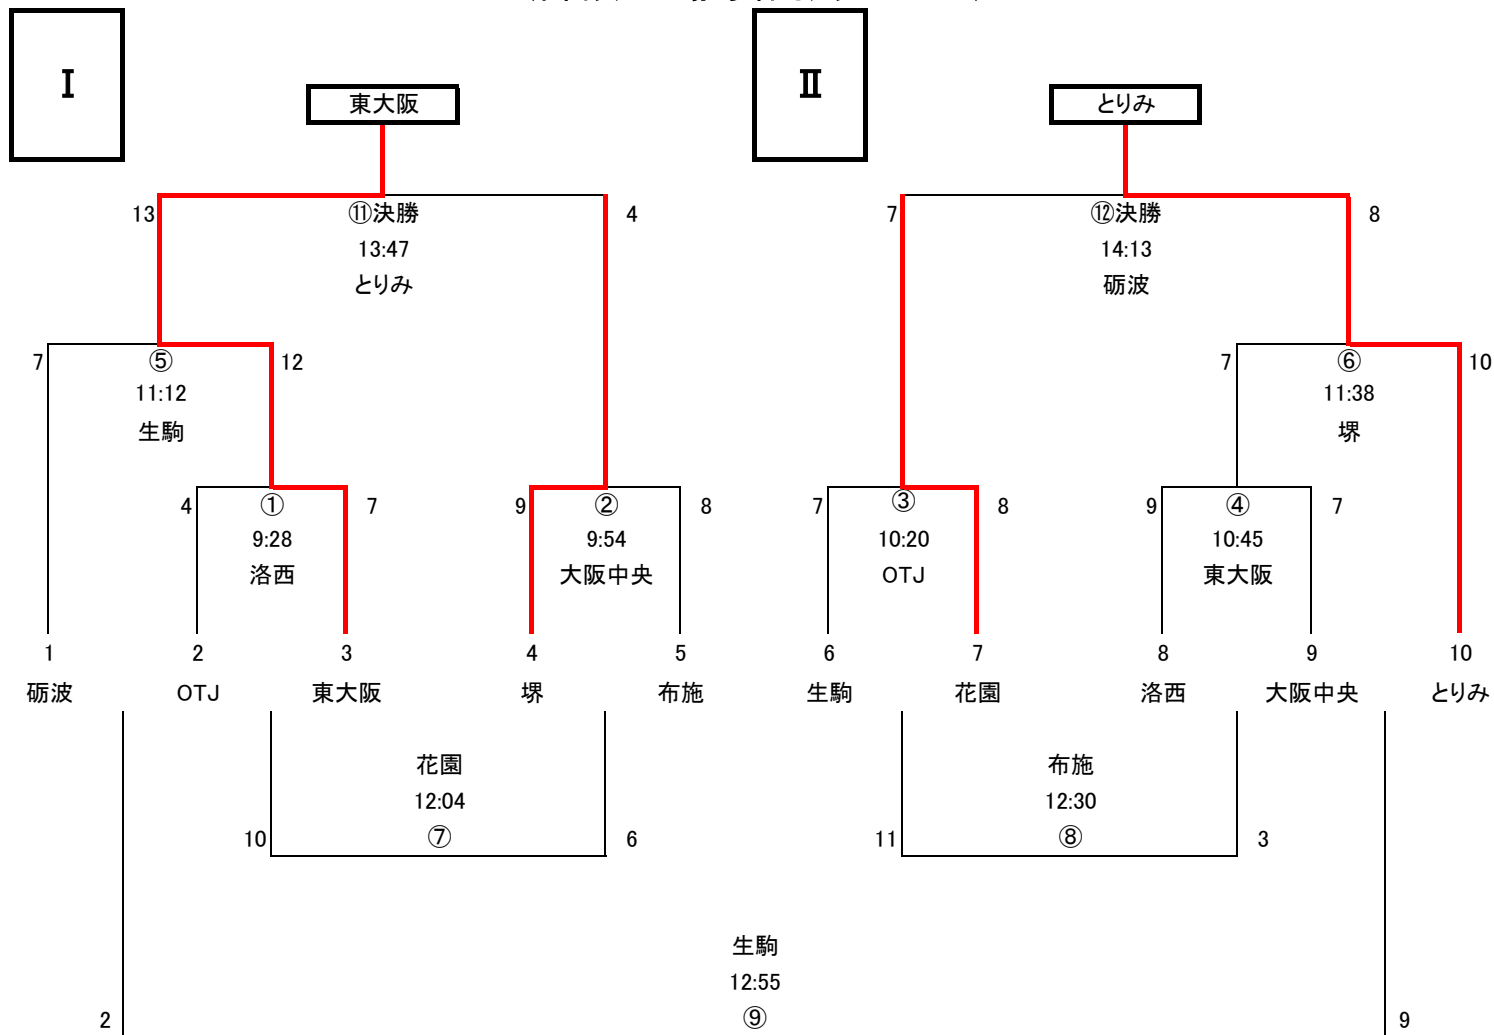 Ⅰ
Ⅱ
東大阪
とりみ
13
⑪決勝
4
7
⑫決勝
8
13:47
14:13
とりみ
砺波
7
⑤
12
7
⑥
10
11:12
11:38
生駒
堺
4
①
7
9
②
8
7
③
8
9
④
7
9:28
9:54
10:20
10:45
洛西
大阪中央
OTJ
東大阪
1
2
3
4
5
6
7
8
9
10
砺波
OTJ
東大阪
堺
布施
生駒
花園
洛西
大阪中央
とりみ
花園
布施
12:04
12:30
10
⑦
6
11
⑧
3
生駒
12:55
2
⑨
9